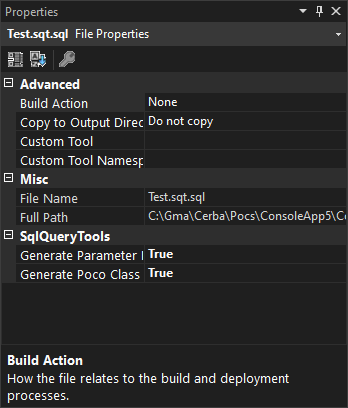 Properties
Test.sqt.sql File Properties
Advanced
Build Action None
Copy to Output Direc Do not copy
Custom Tool
Custom Tool Namesp
Misc
File Name Test.sqt.sql
Full Path C:\Gma\Cerba\Pocs\ConsoleApp5\Co
SqlQueryTools
Generate Parameter True
Generate Poco Class True
Build Action
How the file relates to the build and deployment
processes.